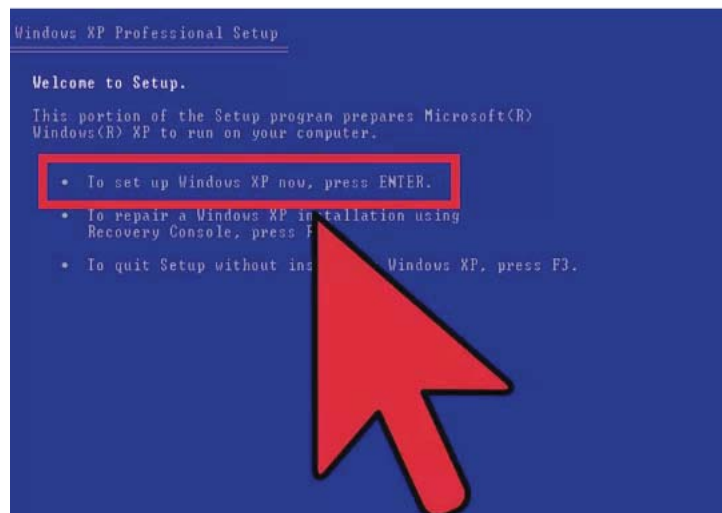 Windows XP Professional Setup
Welcome to Setup.
This portion of the Setup program prepares Microsoft(R)
Windows(R) XP to run on your computer.
• To set up Windows XP now, press ENTER.
• To repair a Windows XP installation using
Recovery Console, press
• To quit Setup without Windows XP, press F3.